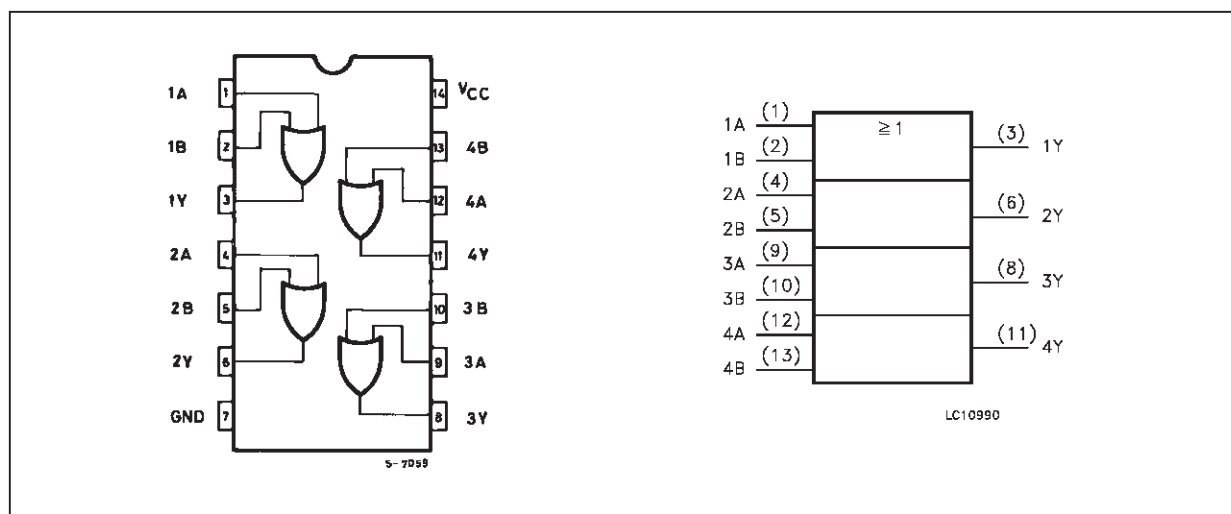 1A 1 14 VCC
1B 2 13 4B
1Y 3 12 4A
2A 4 11 4Y
2B 5 10 3B
2Y 6 9 3A
GND 7 8 3Y
5-7059
1A (1) ≧1 (3) 1Y
1B (2)
2A (4) (6) 2Y
2B (5)
3A (9) (8) 3Y
3B (10)
4A (12) (11) 4Y
4B (13)
LC10990